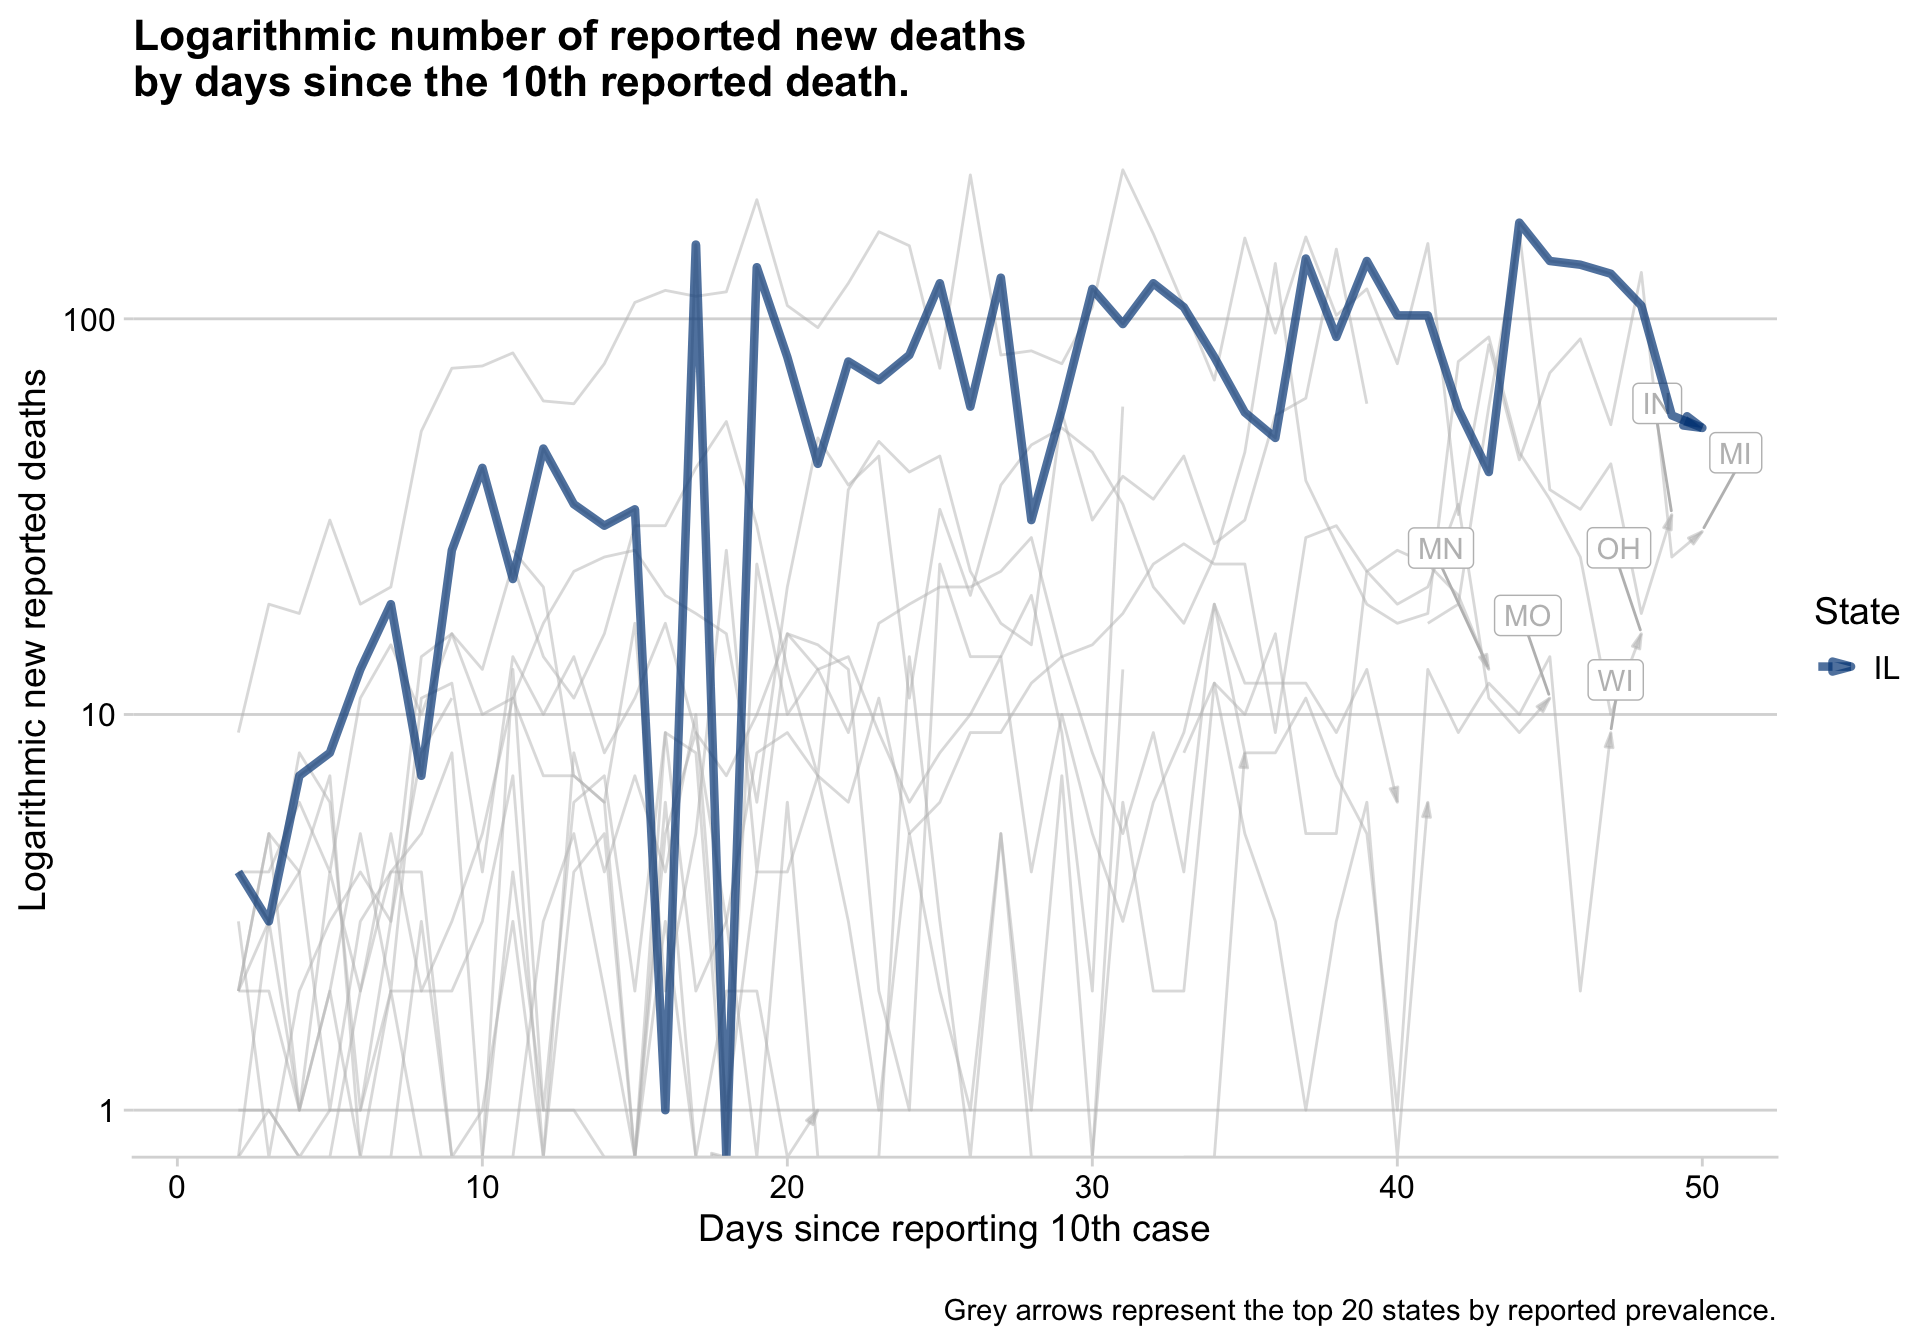 Logarithmic number of reported new deaths
by days since the 10th reported death.
Logarithmic new reported deaths
100
10
1
IN
MI
MN
OH
MO
WI
State
IL
0 10 20 30 40 50
Days since reporting 10th case
Grey arrows represent the top 20 states by reported prevalence.